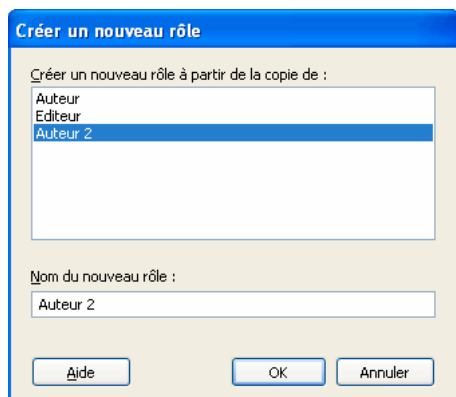 Créer un nouveau rôle
Créer un nouveau rôle à partir de la copie de :
Auteur
Editeur
Auteur 2
Nom du nouveau rôle :
Auteur 2
Aide OK Annuler